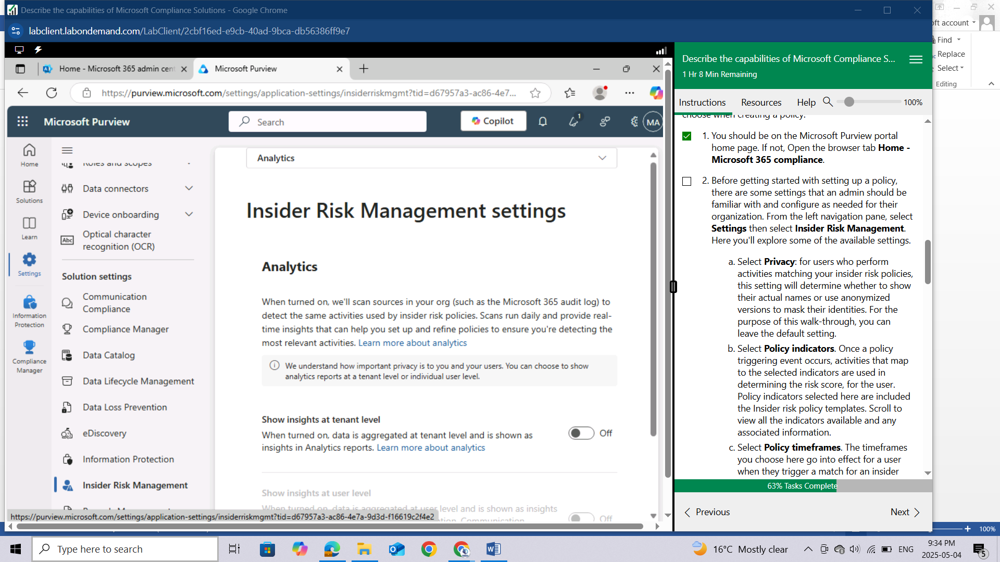 Describe the capabilities of Microsoft Compliance Solutions - Google Chrome
labclient.labondemand.com/LabClient/2cbf16ed-e9cb-40ad-9bca-db56386ff9e7
Home - Microsoft 365 admin cent
Microsoft Purview
https://purview.microsoft.com/settings/application-settings/insiderriskmgmt?tid=d67957a3-ac86-4e7...
Microsoft Purview
Search
Copilot
1
MA
Home
Solutions
Learn
Settings
Information
Protection
Compliance
Manager
Roles and scopes
Data connectors
Device onboarding
Abc
Optical character
recognition (OCR)
Solution settings
Communication
Compliance
Compliance Manager
Data Catalog
Data Lifecycle Management
Data Loss Prevention
eDiscovery
Information Protection
Insider Risk Management
Analytics
Insider Risk Management settings
Analytics
When turned on, we'll scan sources in your org (such as the Microsoft 365 audit log) to
detect the same activities used by insider risk policies. Scans run daily and provide real-
time insights that can help you set up and refine policies to ensure you're detecting the
most relevant activities. Learn more about analytics
We understand how important privacy is to you and your users. You can choose to show
analytics reports at a tenant level or individual user level.
Show insights at tenant level
When turned on, data is aggregated at tenant level and is shown as
insights in Analytics reports. Learn more about analytics
Off
Show insights at user level
When turned on, data is aggregated at user level and is shown as insights
Off
https://purview.microsoft.com/settings/application-settings/insiderriskmgmt?tid=d67957a3-ac86-4e7a-9d3d-f16619c2f4e2
Describe the capabilities of Microsoft Compliance S...
1 Hr 8 Min Remaining
Instructions
Resources
Help
100%
choose when creating a policy.
1. You should be on the Microsoft Purview portal
home page. If not, Open the browser tab Home -
Microsoft 365 compliance.
2. Before getting started with setting up a policy,
there are some settings that an admin should be
familiar with and configure as needed for their
organization. From the left navigation pane, select
Settings then select Insider Risk Management.
Here you'll explore some of the available settings.
a. Select Privacy: for users who perform
activities matching your insider risk policies,
this setting will determine whether to show
their actual names or use anonymized
versions to mask their identities. For the
purpose of this walk-through, you can
leave the default setting.
b. Select Policy indicators. Once a policy
triggering event occurs, activities that map
to the selected indicators are used in
determining the risk score, for the user.
Policy indicators selected here are included
the Insider risk policy templates. Scroll to
view all the indicators available and any
associated information.
c. Select Policy timeframes. The timeframes
you choose here go into effect for a user
when they trigger a match for an insider
63% Tasks Complete
Previous
Next
oft account
Find
Replace
Select
Editing
100%
Type here to search
16°C Mostly clear
ENG
9:34 PM
2025-05-04
5